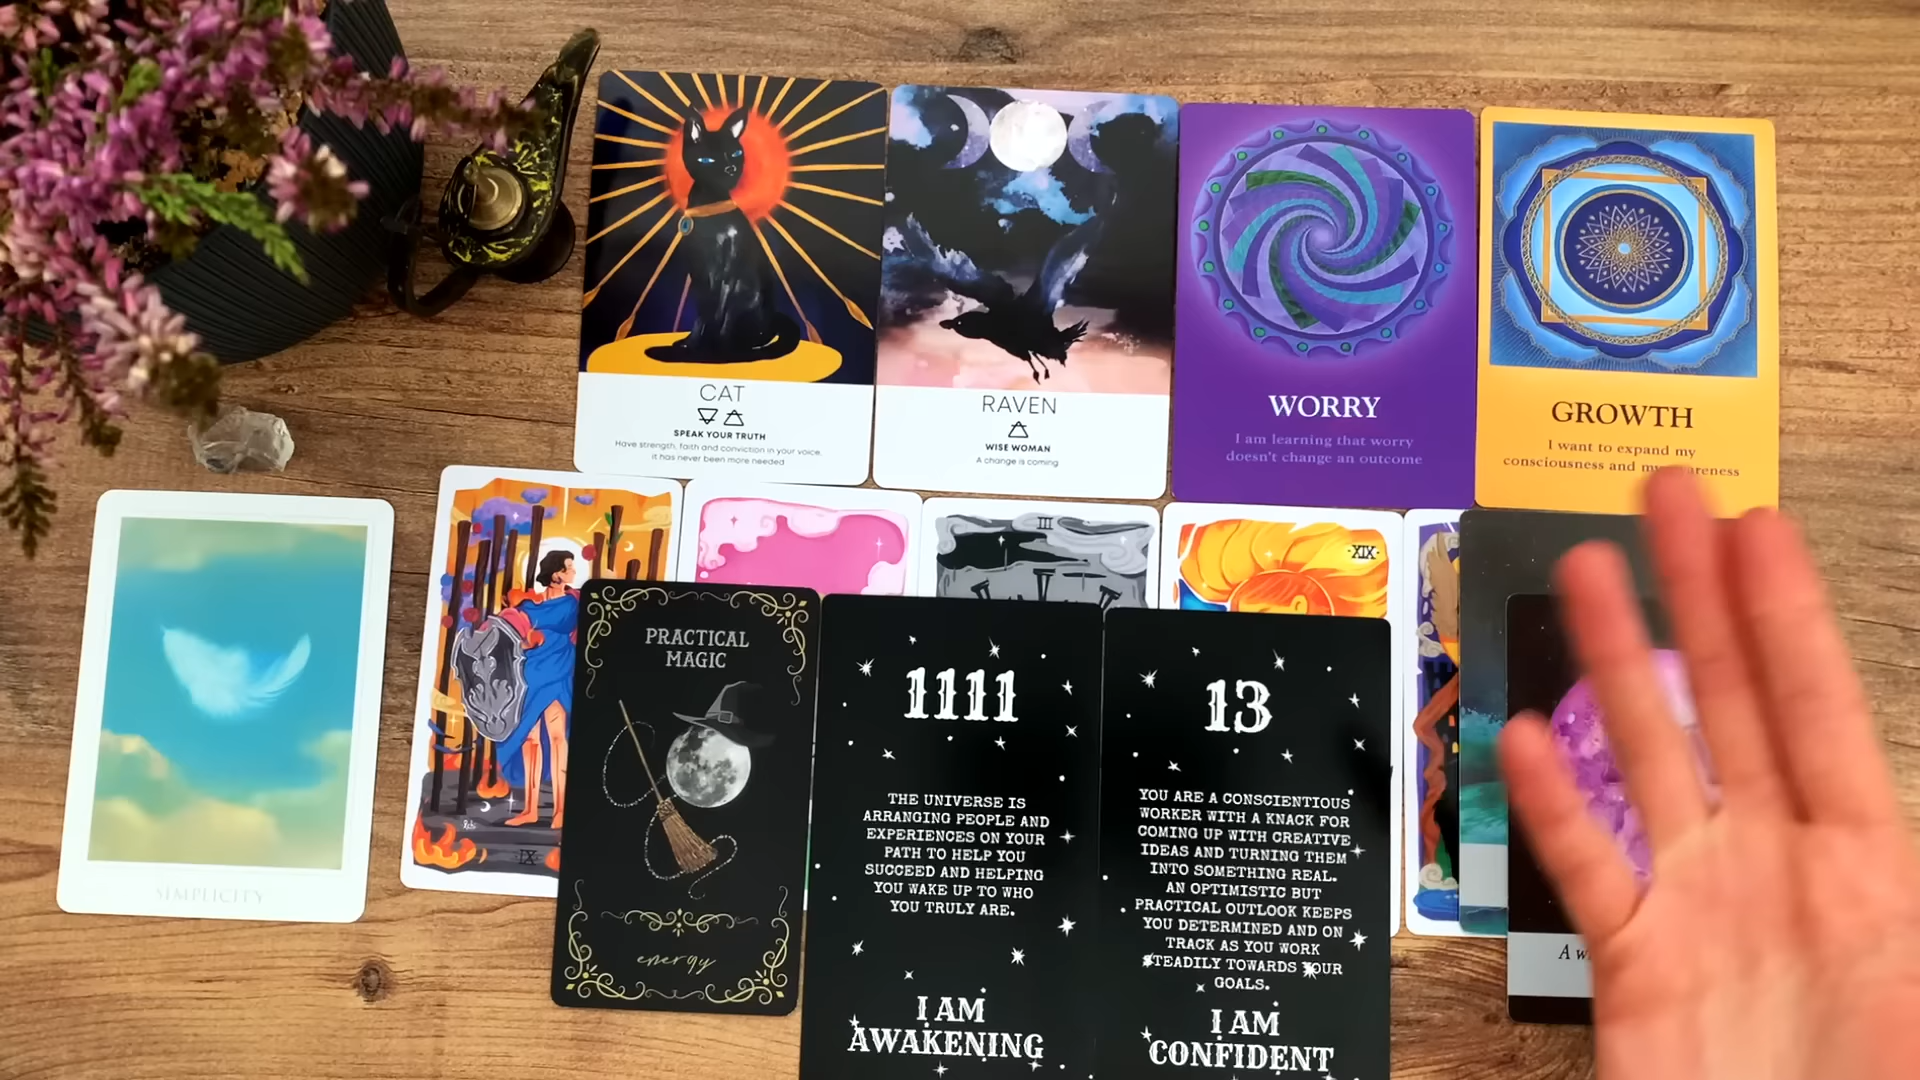 CAT
SPEAK YOUR TRUTH
Have strength, faith and conviction in your voice,
it has never been more needed
RAVEN
WISE WOMAN
A change is coming
WORRY
I am learning that worry
doesn't change an outcome
GROWTH
I want to expand my
consciousness and my
SIMPLICITY
IX
III
XIX
PRACTICAL
MAGIC
energy
1111
THE UNIVERSE IS
ARRANGING PEOPLE AND
EXPERIENCES ON YOUR
PATH TO HELP YOU
SUCCEED AND HELPING
YOU WAKE UP TO WHO
YOU TRULY ARE.
I AM
AWAKENING
13
YOU ARE A CONSCIENTIOUS
WORKER WITH A KNACK FOR
COMING UP WITH CREATIVE
IDEAS AND TURNING THEM
INTO SOMETHING REAL.
AN OPTIMISTIC BUT
PRACTICAL OUTLOOK KEEPS
YOU DETERMINED AND ON
TRACK AS YOU WORK
STEADILY TOWARDS YOUR
GOALS.
I AM
CONFIDENT
A